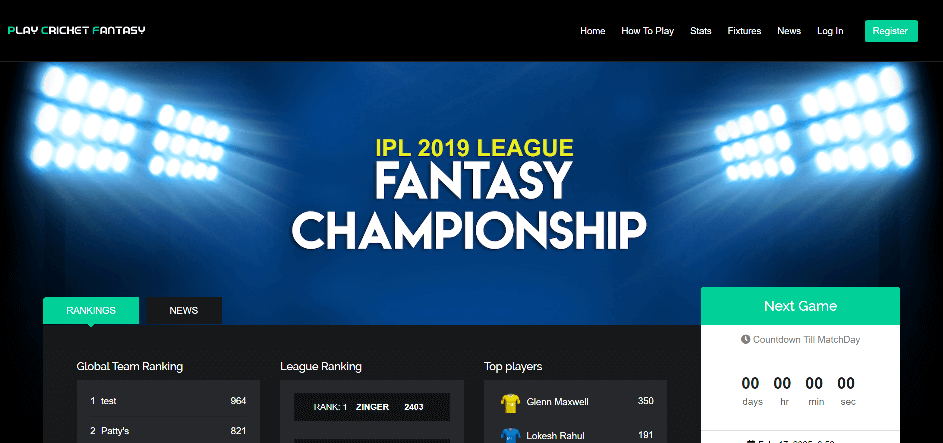 PLAY CRICKET FANTASY
Home How To Play Stats Fixtures News Log In Register
IPL 2019 LEAGUE
FANTASY
CHAMPIONSHIP
RANKINGS NEWS
Next Game
Countdown Till MatchDay
00 00 00 00
days hr min sec
Global Team Ranking
1 test 964
2 Patty's 821
League Ranking
RANK: 1 ZINGER 2403
Top players
Glenn Maxwell 350
Lokesh Rahul 191